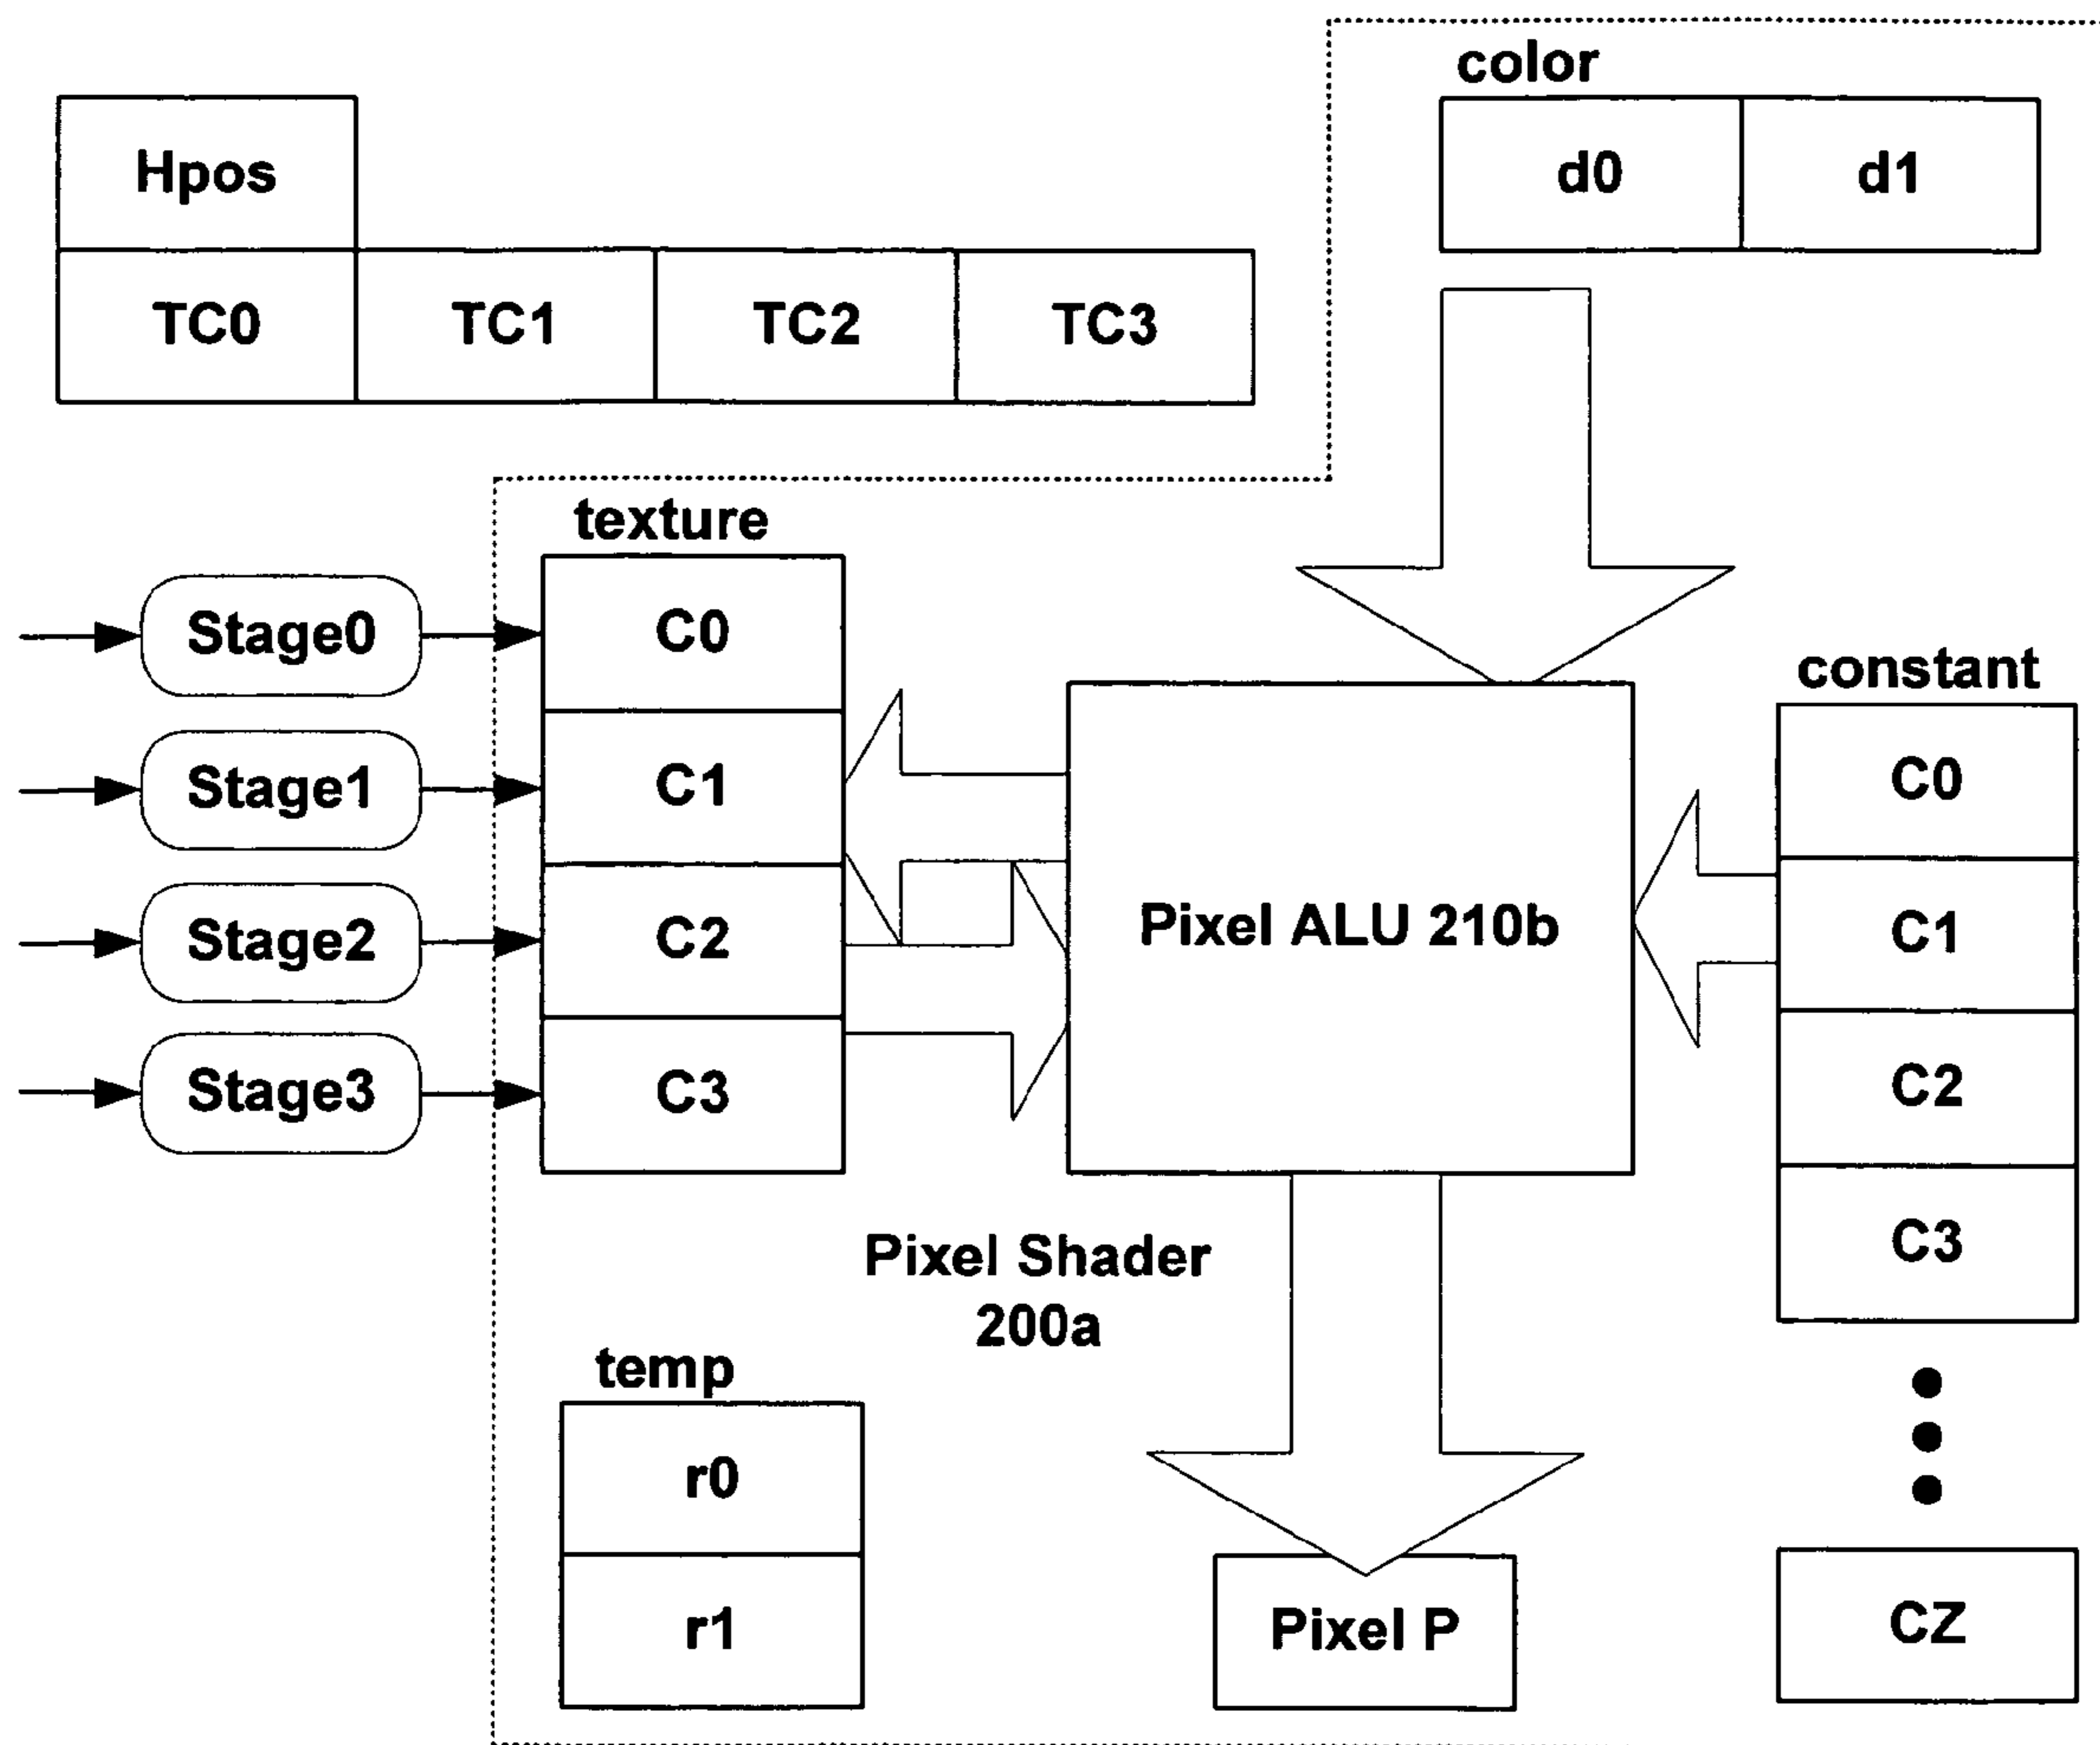 color
Hpos
d0
d1
TC0
TC1
TC2
TC3
texture
Stage0
C0
Stage1
C1
Stage2
C2
Stage3
C3
Pixel ALU 210b
constant
C0
C1
C2
C3
CZ
Pixel Shader
200a
temp
r0
r1
Pixel P